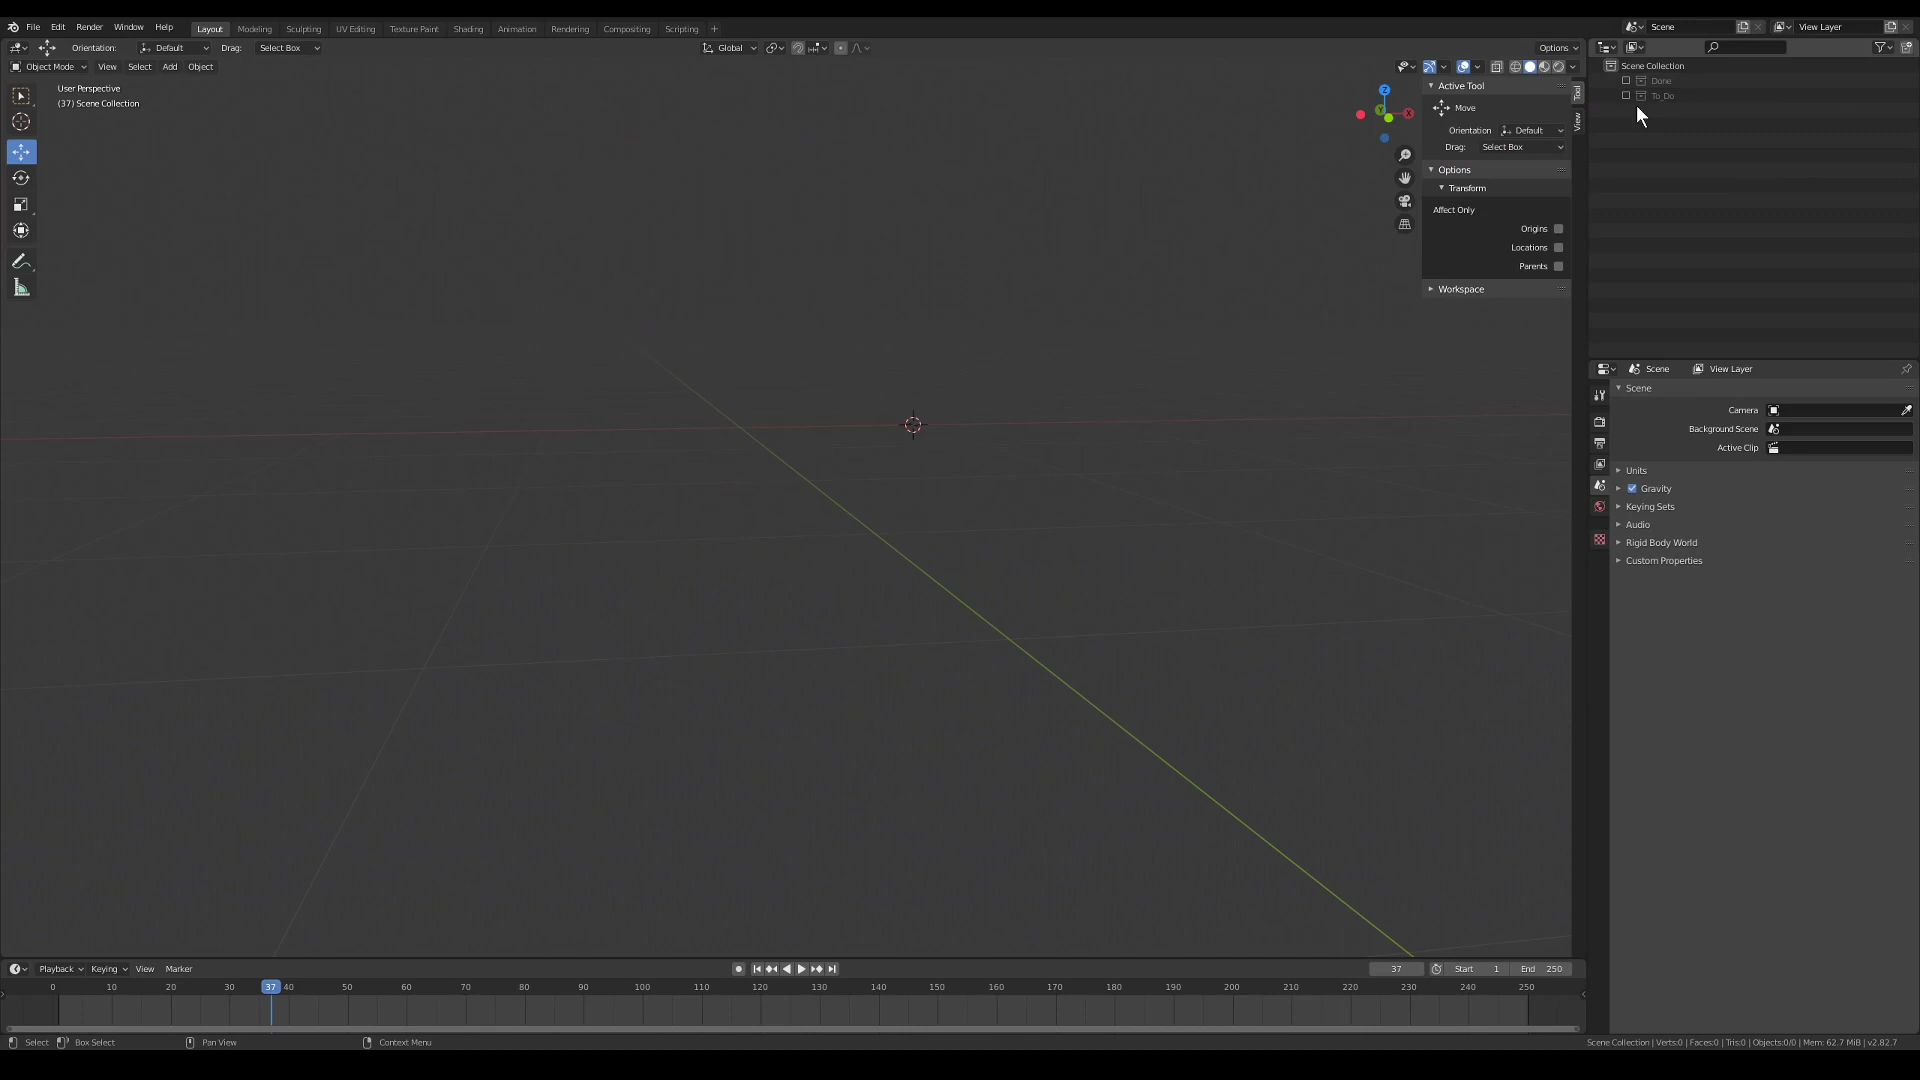 File Edit Render Window Help Layout Modeling Sculpting UV Editing Texture Paint Shading Animation Rendering Compositing Scripting + Scene View Layer
Orientation: Default Drag: Select Box Global Options
Object Mode View Select Add Object
User Perspective
(37) Scene Collection
Z
Y
X
Active Tool
Move
Orientation Default
Drag: Select Box
Options
Transform
Affect Only
Origins
Locations
Parents
Workspace
Tool
View
Scene Collection
Done
To_Do
Scene View Layer
Scene
Camera
Background Scene
Active Clip
Units
Gravity
Keying Sets
Audio
Rigid Body World
Custom Properties
Playback Keying View Marker 37 Start 1 End 250
0 10 20 30 37 40 50 60 70 80 90 100 110 120 130 140 150 160 170 180 190 200 210 220 230 240 250
Select Box Select Pan View Context Menu Scene Collection | Verts:0 | Faces:0 | Tris:0 | Objects:0/0 | Mem: 62.7 MiB | v2.82.7